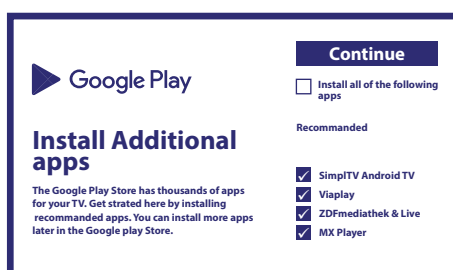 Google Play
Install Additional
apps
The Google Play Store has thousands of apps
for your TV. Get strated here by installing
recommanded apps. You can install more apps
later in the Google play Store.
Continue
Install all of the following
apps
Recommanded
SimplTV Android TV
Viaplay
ZDFmediathek & Live
MX Player